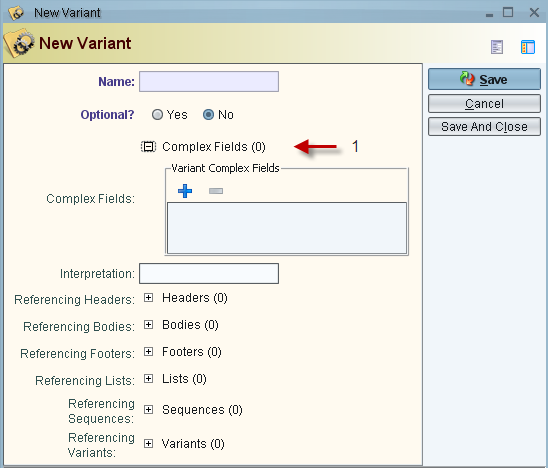 New Variant
New Variant
Name:
Save
Cancel
Optional? Yes No
Save And Close
Complex Fields (0) 1
Variant Complex Fields
Complex Fields:
Interpretation:
Referencing Headers: Headers (0)
Referencing Bodies: Bodies (0)
Referencing Footers: Footers (0)
Referencing Lists: Lists (0)
Referencing
Sequences: Sequences (0)
Referencing
Variants: Variants (0)